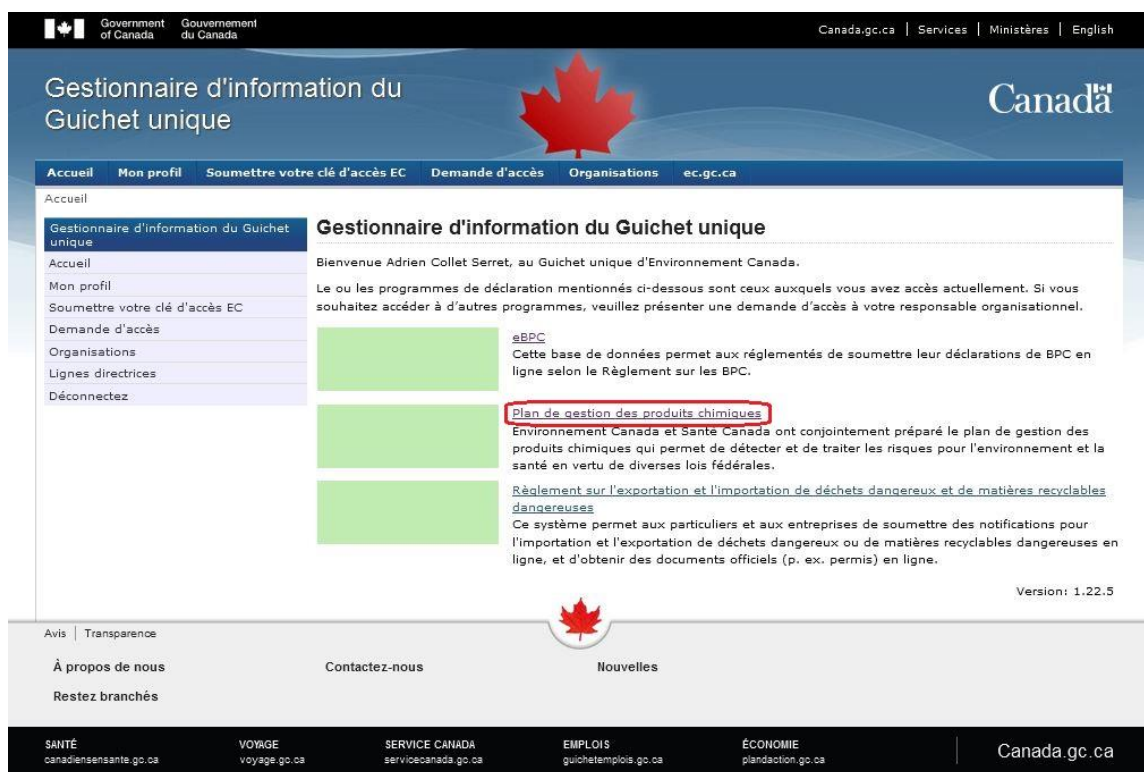 Government of Canada
Gouvernement du Canada
Canada.gc.ca | Services | Ministères | English
Gestionnaire d'information du
Guichet unique
Canada
Accueil Mon profil Soumettre votre clé d'accès EC Demande d'accès Organisations ec.gc.ca
Accueil
Gestionnaire d'information du Guichet
unique
Accueil
Mon profil
Soumettre votre clé d'accès EC
Demande d'accès
Organisations
Lignes directrices
Déconnectez
Gestionnaire d'information du Guichet unique
Bienvenue Adrien Collet Serret, au Guichet unique d'Environnement Canada.
Le ou les programmes de déclaration mentionnés ci-dessous sont ceux auxquels vous avez accès actuellement. Si vous
souhaitez accéder à d'autres programmes, veuillez présenter une demande d'accès à votre responsable organisationnel.
eBPC
Cette base de données permet aux réglementés de soumettre leur déclarations de BPC en
ligne selon le Règlement sur les BPC.
Plan de gestion des produits chimiques
Environnement Canada et Santé Canada ont conjointement préparé le plan de gestion des
produits chimiques qui permet de détecter et de traiter les risques pour l'environnement et la
santé en vertu de diverses lois fédérales.
Règlement sur l'exportation et l'importation de déchets dangereux et de matières recyclables
dangereuses
Ce système permet aux particuliers et aux entreprises de soumettre des notifications pour
l'importation et l'exportation de déchets dangereux ou de matières recyclables dangereuses en
ligne, et d'obtenir des documents officiels (p. ex. permis) en ligne.
Version: 1.22.5
Avis | Transparence
À propos de nous Contactez-nous Nouvelles
Restez branchés
SANTÉ VOYAGE SERVICE CANADA EMPLOIS ÉCONOMIE
canadiensensante.gc.ca voyage.gc.ca servicecanada.gc.ca guichetemplois.gc.ca plandaction.gc.ca
Canada.gc.ca